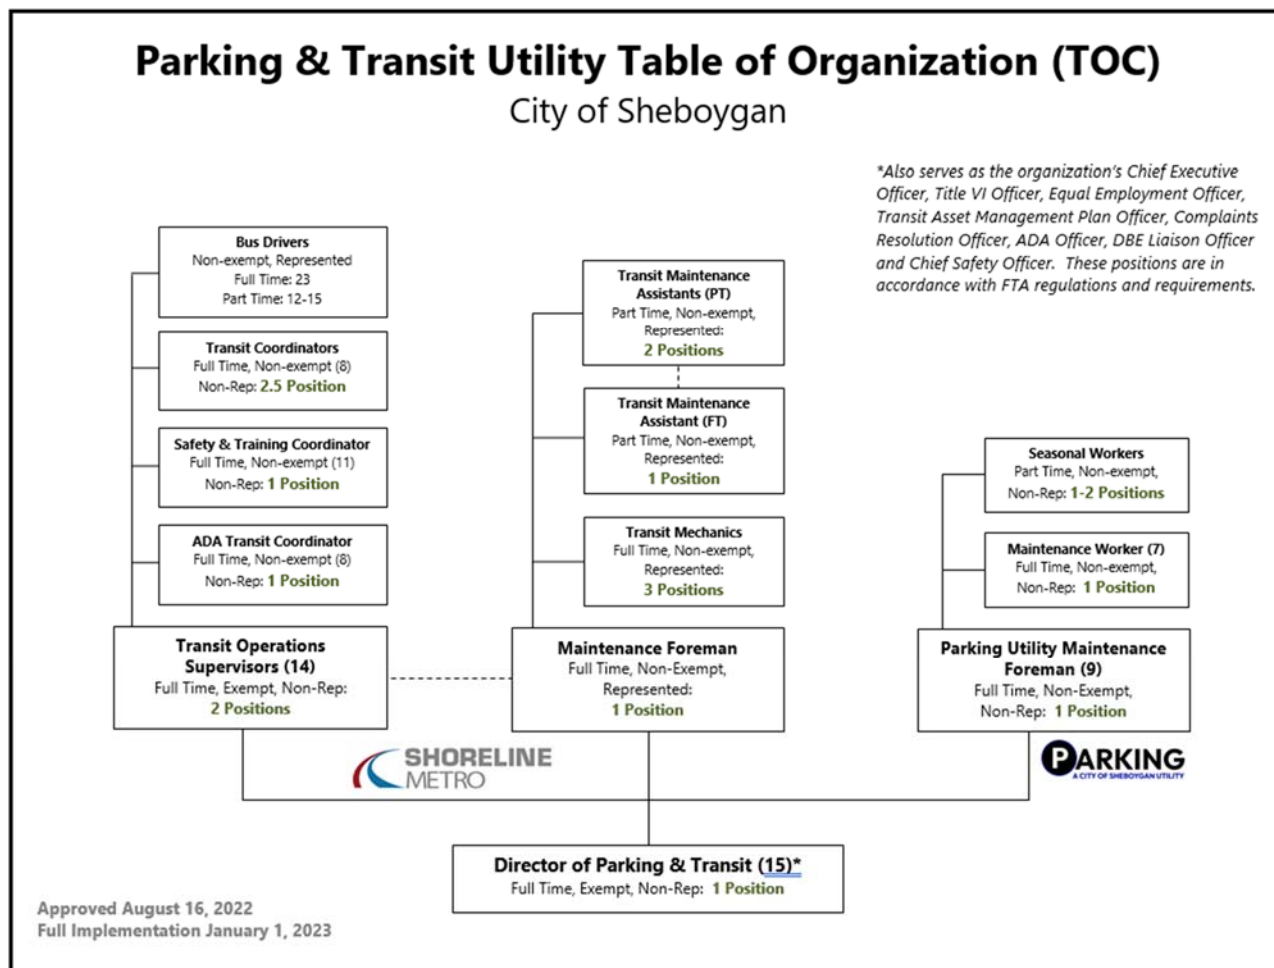 Parking & Transit Utility Table of Organization (TOC)
City of Sheboygan
*Also serves as the organization's Chief Executive
Officer, Title VI Officer, Equal Employment Officer,
Transit Asset Management Plan Officer, Complaints
Resolution Officer, ADA Officer, DBE Liaison Officer
and Chief Safety Officer.  These positions are in
accordance with FTA regulations and requirements.
Bus Drivers
Non-exempt, Represented
Full Time: 23
Part Time: 12-15
Transit Coordinators
Full Time, Non-exempt (8)
Non-Rep: 2.5 Position
Safety & Training Coordinator
Full Time, Non-exempt (11)
Non-Rep: 1 Position
ADA Transit Coordinator
Full Time, Non-exempt (8)
Non-Rep: 1 Position
Transit Operations
Supervisors (14)
Full Time, Exempt, Non-Rep:
2 Positions
Transit Maintenance
Assistants (PT)
Part Time, Non-exempt,
Represented:
2 Positions
Transit Maintenance
Assistant (FT)
Part Time, Non-exempt,
Represented:
1 Position
Transit Mechanics
Full Time, Non-exempt,
Represented:
3 Positions
Maintenance Foreman
Full Time, Non-Exempt,
Represented:
1 Position
Seasonal Workers
Part Time, Non-exempt,
Non-Rep: 1-2 Positions
Maintenance Worker (7)
Full Time, Non-exempt,
Non-Rep: 1 Position
Parking Utility Maintenance
Foreman (9)
Full Time, Non-Exempt,
Non-Rep: 1 Position
SHORELINE
METRO
PARKING
A CITY OF SHEBOYGAN UTILITY
Director of Parking & Transit (15)*
Full Time, Exempt, Non-Rep: 1 Position
Approved August 16, 2022
Full Implementation January 1, 2023